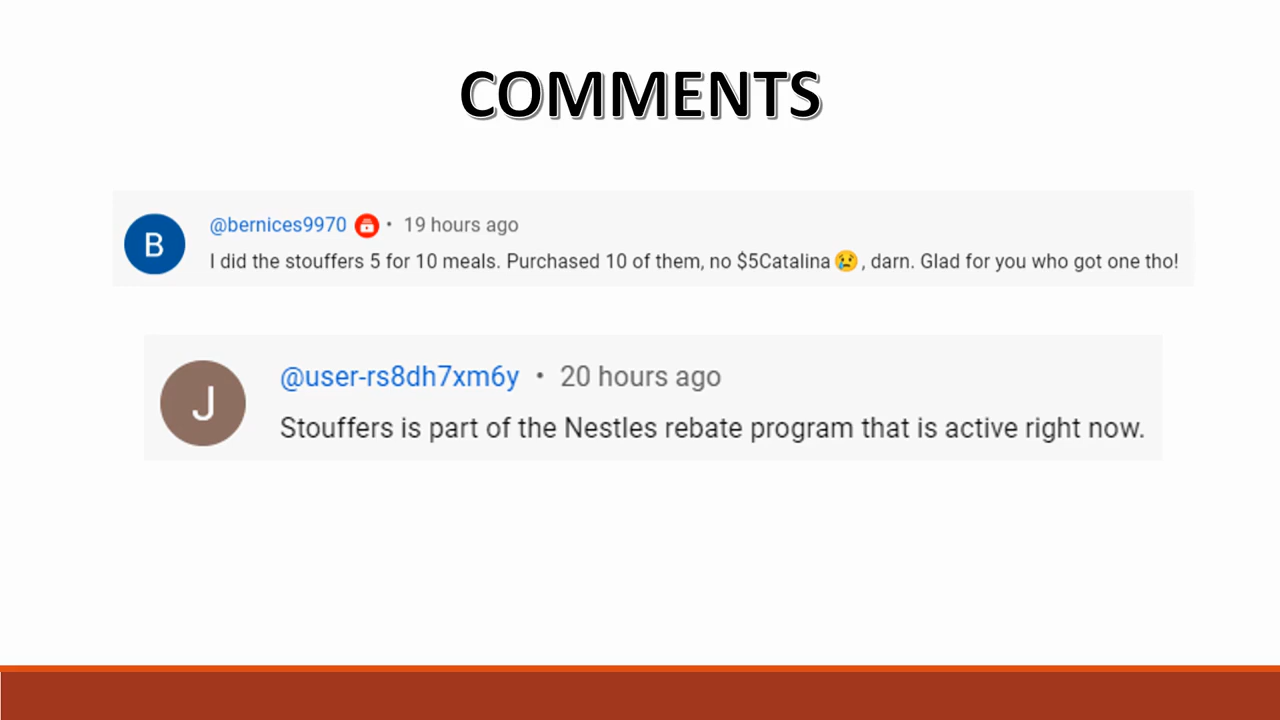 COMMENTS
B
@bernices9970 • 19 hours ago
I did the stouffers 5 for 10 meals. Purchased 10 of them, no $5Catalina😢, darn. Glad for you who got one tho!
J
@user-rs8dh7xm6y • 20 hours ago
Stouffers is part of the Nestles rebate program that is active right now.